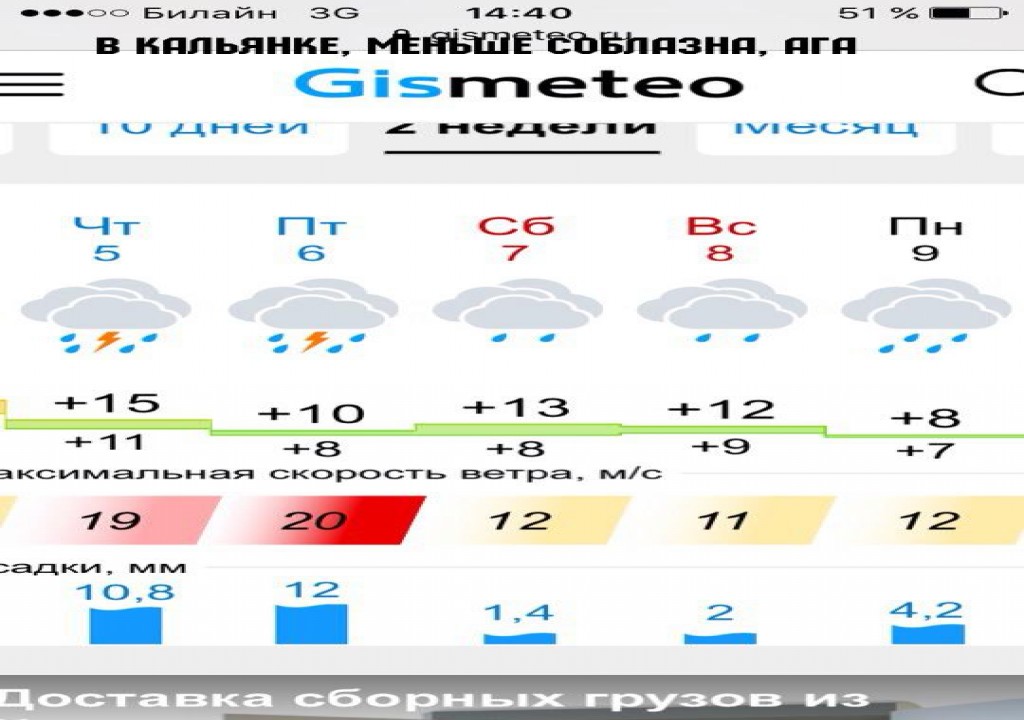 Билайн 3G 14:40 51 %
gismeteo.ru
В КАЛЬЯНКЕ, МЕНЬШЕ СОБЛАЗНА, АГА
Gismeteo
10 дней 2 недели Месяц
Чт Пт Сб Вс Пн
5 6 7 8 9
+15 +10 +13 +12 +8
+11 +8 +8 +9 +7
аксимальная скорость ветра, м/с
19 20 12 11 12
садки, мм
10,8 12 1,4 2 4,2
Доставка сборных грузов из